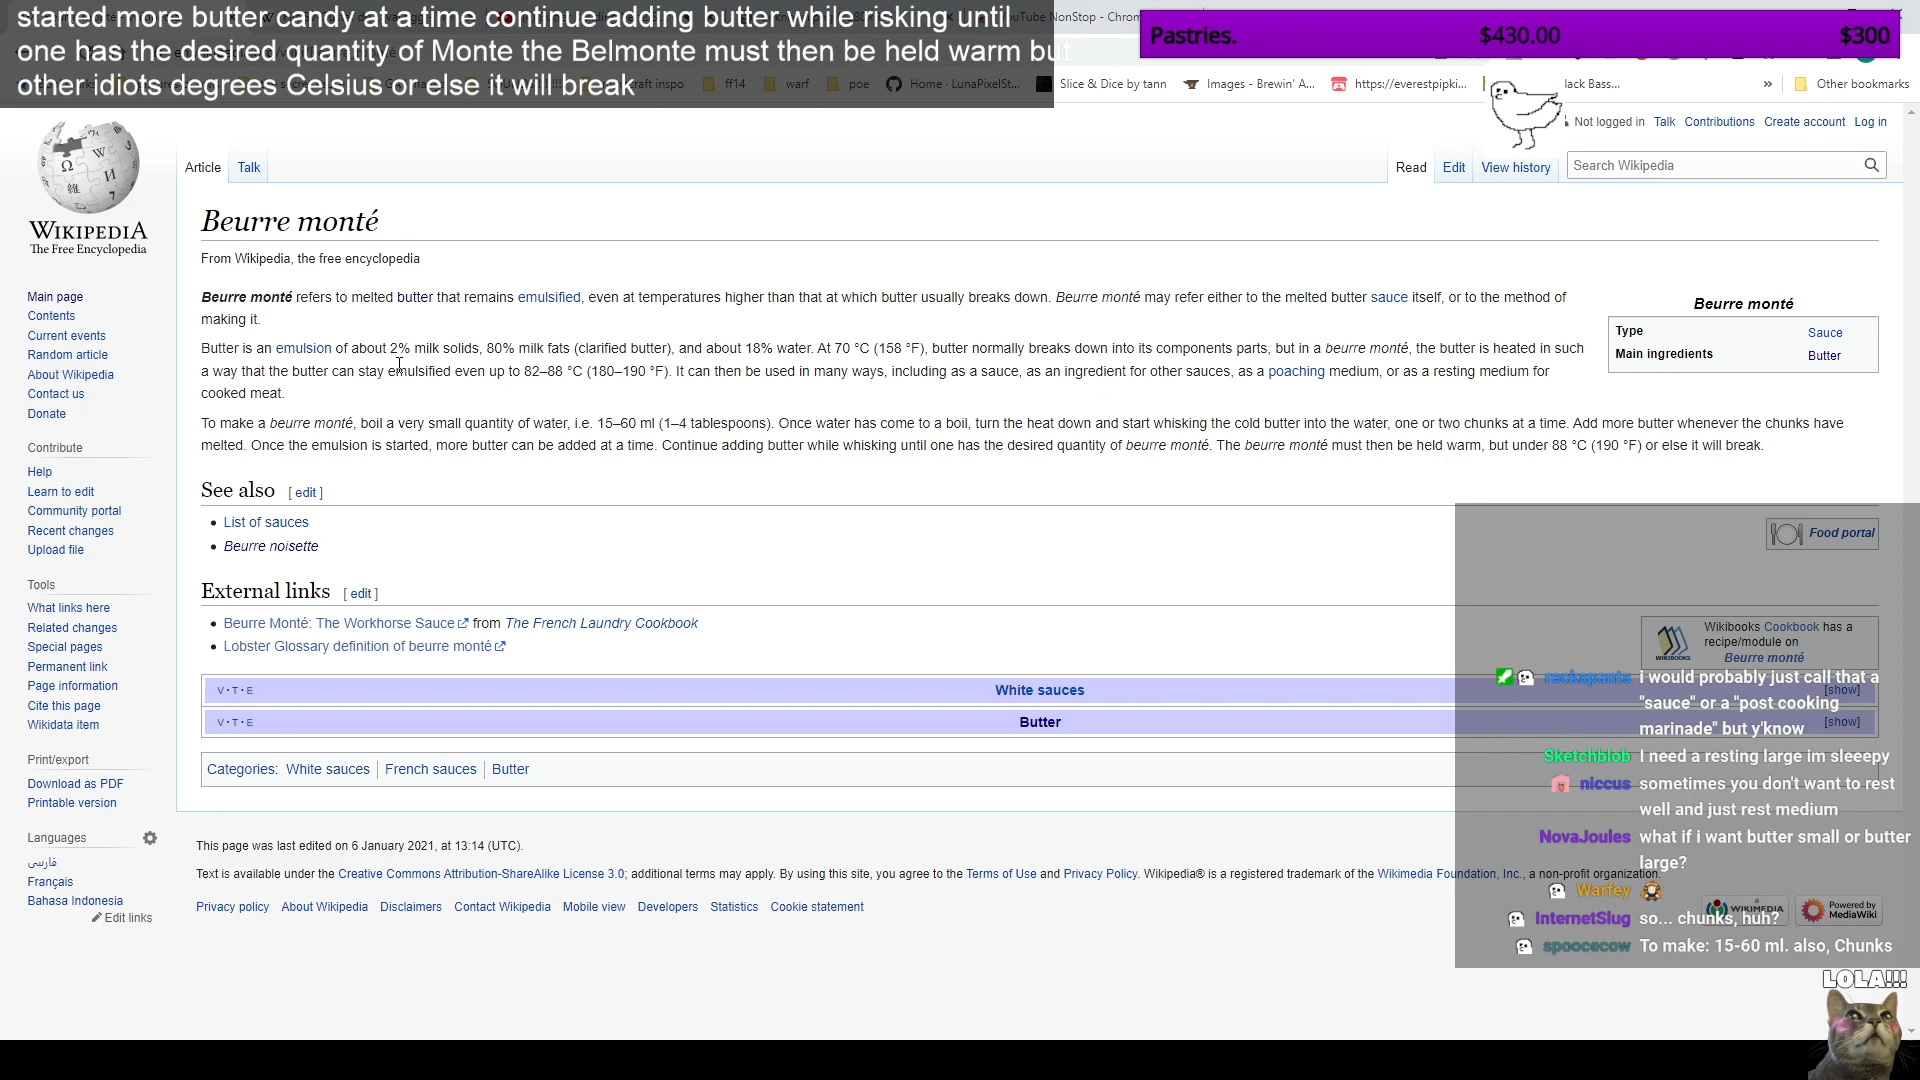 started more butter candy at a time continue adding butter while risking until
one has the desired quantity of Monte the Belmonte must then be held warm but
other idiots degrees Celsius or else it will break
YouTube NonStop - Chrom
Pastries. $430.00 $300
ff14 warf poe Home · LunaPixelSt... Slice & Dice by tann Images - Brewin' A... https://everestpipki... lack Bass... » Other bookmarks
WIKIPEDIA
The Free Encyclopedia
Not logged in Talk Contributions Create account Log in
Article Talk Read Edit View history Search Wikipedia
Main page
Contents
Current events
Random article
About Wikipedia
Contact us
Donate
Contribute
Help
Learn to edit
Community portal
Recent changes
Upload file
Tools
What links here
Related changes
Special pages
Permanent link
Page information
Cite this page
Wikidata item
Print/export
Download as PDF
Printable version
Languages
فارسی
Français
Bahasa Indonesia
Edit links
Beurre monté
From Wikipedia, the free encyclopedia
Beurre monté refers to melted butter that remains emulsified, even at temperatures higher than that at which butter usually breaks down. Beurre monté may refer either to the melted butter sauce itself, or to the method of
making it.
Butter is an emulsion of about 2% milk solids, 80% milk fats (clarified butter), and about 18% water. At 70 °C (158 °F), butter normally breaks down into its components parts, but in a beurre monté, the butter is heated in such
a way that the butter can stay emulsified even up to 82–88 °C (180–190 °F). It can then be used in many ways, including as a sauce, as an ingredient for other sauces, as a poaching medium, or as a resting medium for
cooked meat.
Beurre monté
Type Sauce
Main ingredients Butter
To make a beurre monté, boil a very small quantity of water, i.e. 15–60 ml (1–4 tablespoons). Once water has come to a boil, turn the heat down and start whisking the cold butter into the water, one or two chunks at a time. Add more butter whenever the chunks have
melted. Once the emulsion is started, more butter can be added at a time. Continue adding butter while whisking until one has the desired quantity of beurre monté. The beurre monté must then be held warm, but under 88 °C (190 °F) or else it will break.
See also [ edit ]
List of sauces
Beurre noisette
Food portal
External links [ edit ]
Beurre Monté: The Workhorse Sauce from The French Laundry Cookbook
Lobster Glossary definition of beurre monté
WIKIBOOKS
Wikibooks Cookbook has a
recipe/module on
Beurre monté
V·T·E White sauces [show]
V·T·E Butter [show]
Categories: White sauces French sauces Butter
This page was last edited on 6 January 2021, at 13:14 (UTC).
Text is available under the Creative Commons Attribution-ShareAlike License 3.0; additional terms may apply. By using this site, you agree to the Terms of Use and Privacy Policy. Wikipedia® is a registered trademark of the Wikimedia Foundation, Inc., a non-profit organization.
Privacy policy About Wikipedia Disclaimers Contact Wikipedia Mobile view Developers Statistics Cookie statement
WIKIMEDIA
Powered by
MediaWiki
reckspants i would probably just call that a
"sauce" or a "post cooking
marinade" but y'know
Sketchblob I need a resting large im sleeepy
niccus sometimes you don't want to rest
well and just rest medium
NovaJoules what if i want butter small or butter
large?
Warfey
InternetSlug so... chunks, huh?
spoocecow To make: 15-60 ml. also, Chunks
LOLA!!!